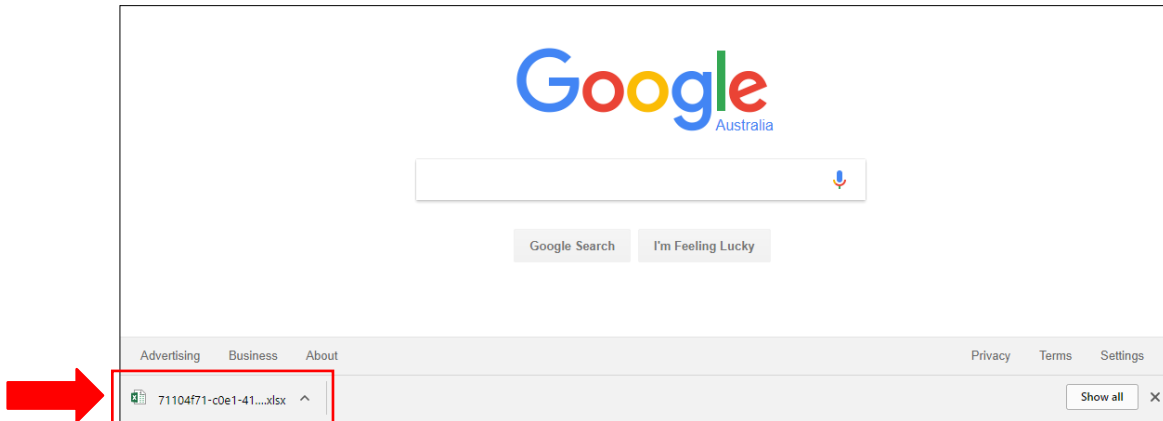 Google
Australia
Google Search I'm Feeling Lucky
Advertising Business About Privacy Terms Settings
71104f71-c0e1-41....xlsx Show all